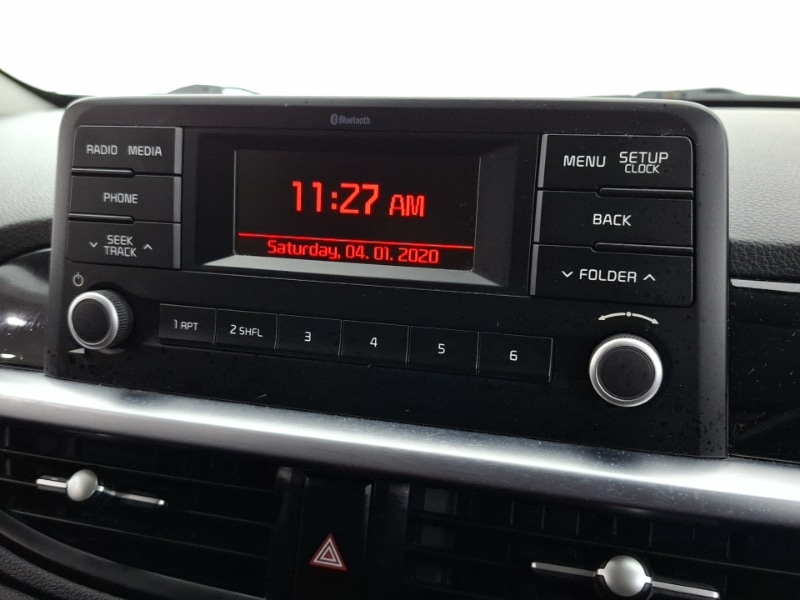 Bluetooth
RADIO MEDIA
PHONE
SEEK
TRACK
11:27 AM
Saturday, 04. 01. 2020
MENU SETUP
CLOCK
BACK
FOLDER
1 RPT 2 SHFL 3 4 5 6